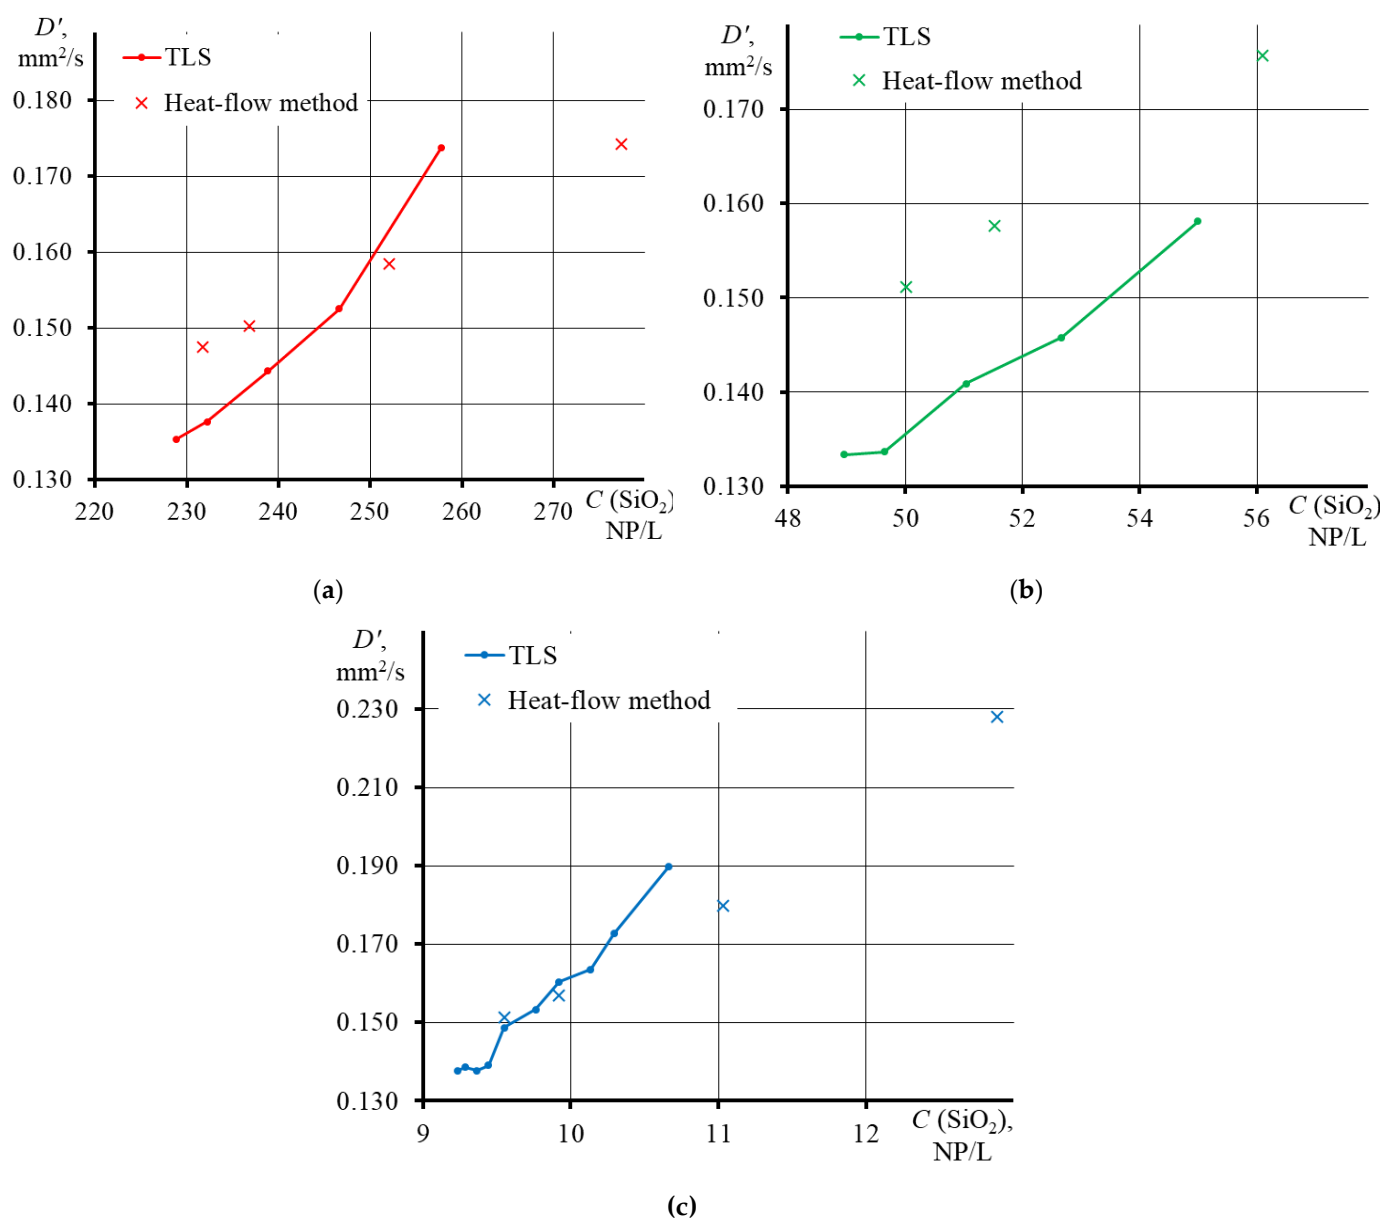 D′,
mm²/s
TLS
Heat-flow method
0.180
0.170
0.160
0.150
0.140
0.130
220 230 240 250 260 270
C (SiO₂)
NP/L
(a)
D′,
mm²/s
TLS
Heat-flow method
0.170
0.160
0.150
0.140
0.130
48 50 52 54 56
C (SiO₂)
NP/L
(b)
D′,
mm²/s
TLS
Heat-flow method
0.230
0.210
0.190
0.170
0.150
0.130
9 10 11 12
C (SiO₂),
NP/L
(c)